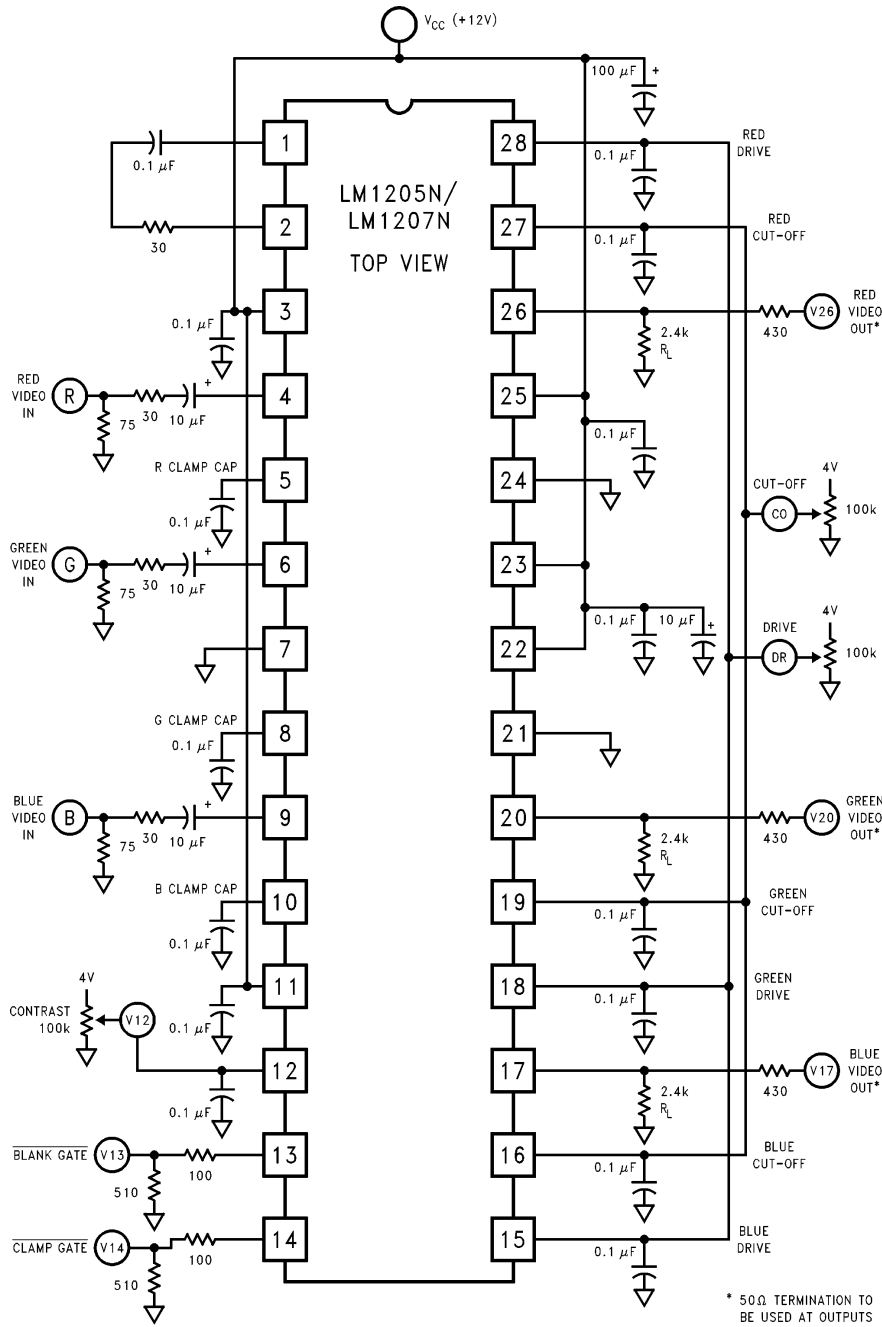 V_CC (+12V)
100 μF +
1
0.1 μF
28
0.1 μF
RED
DRIVE
LM1205N/
LM1207N
TOP VIEW
2
30
27
0.1 μF
RED
CUT-OFF
3
0.1 μF
26
2.4k
R_L
430
V26
RED
VIDEO
OUT*
RED
VIDEO
IN
R
75
30
10 μF
+
4
25
0.1 μF
R CLAMP CAP
0.1 μF
5
24
CUT-OFF
CO
4V
100k
GREEN
VIDEO
IN
G
75
30
10 μF
+
6
23
7
22
0.1 μF
10 μF
+
DRIVE
DR
4V
100k
G CLAMP CAP
0.1 μF
8
21
BLUE
VIDEO
IN
B
75
30
10 μF
+
9
20
2.4k
R_L
430
V20
GREEN
VIDEO
OUT*
B CLAMP CAP
0.1 μF
10
19
0.1 μF
GREEN
CUT-OFF
11
0.1 μF
18
0.1 μF
GREEN
DRIVE
4V
CONTRAST
100k
V12
12
0.1 μF
17
2.4k
R_L
430
V17
BLUE
VIDEO
OUT*
BLANK GATE
V13
510
100
13
16
0.1 μF
BLUE
CUT-OFF
CLAMP GATE
V14
510
100
14
15
0.1 μF
BLUE
DRIVE
* 50Ω TERMINATION TO
BE USED AT OUTPUTS